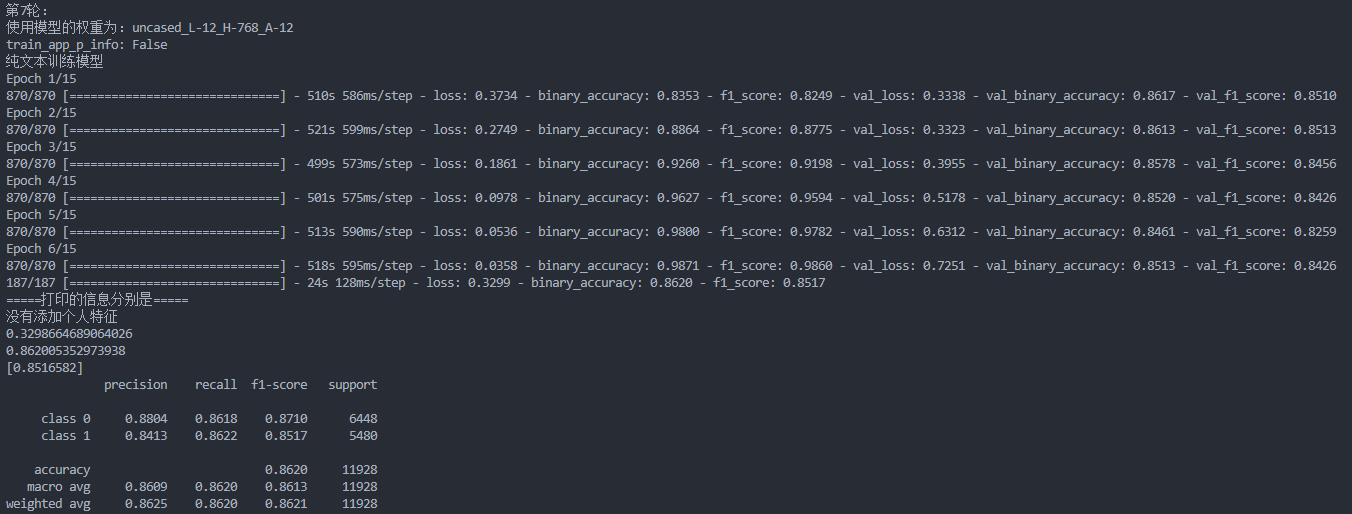 第7轮：
使用模型的权重为：uncased_L-12_H-768_A-12
train_app_p_info: False
纯文本训练模型
Epoch 1/15
870/870 [==============================] - 510s 586ms/step - loss: 0.3734 - binary_accuracy: 0.8353 - f1_score: 0.8249 - val_loss: 0.3338 - val_binary_accuracy: 0.8617 - val_f1_score: 0.8510
Epoch 2/15
870/870 [==============================] - 521s 599ms/step - loss: 0.2749 - binary_accuracy: 0.8864 - f1_score: 0.8775 - val_loss: 0.3323 - val_binary_accuracy: 0.8613 - val_f1_score: 0.8513
Epoch 3/15
870/870 [==============================] - 499s 573ms/step - loss: 0.1861 - binary_accuracy: 0.9260 - f1_score: 0.9198 - val_loss: 0.3955 - val_binary_accuracy: 0.8578 - val_f1_score: 0.8456
Epoch 4/15
870/870 [==============================] - 501s 575ms/step - loss: 0.0978 - binary_accuracy: 0.9627 - f1_score: 0.9594 - val_loss: 0.5178 - val_binary_accuracy: 0.8520 - val_f1_score: 0.8426
Epoch 5/15
870/870 [==============================] - 513s 590ms/step - loss: 0.0536 - binary_accuracy: 0.9800 - f1_score: 0.9782 - val_loss: 0.6312 - val_binary_accuracy: 0.8461 - val_f1_score: 0.8259
Epoch 6/15
870/870 [==============================] - 518s 595ms/step - loss: 0.0358 - binary_accuracy: 0.9871 - f1_score: 0.9860 - val_loss: 0.7251 - val_binary_accuracy: 0.8513 - val_f1_score: 0.8426
187/187 [==============================] - 24s 128ms/step - loss: 0.3299 - binary_accuracy: 0.8620 - f1_score: 0.8517
=====打印的信息分别是=====
没有添加个人特征
0.3298664689064026
0.862005352973938
[0.8516582]
precision recall f1-score support
class 0 0.8804 0.8618 0.8710 6448
class 1 0.8413 0.8622 0.8517 5480
accuracy 0.8620 11928
macro avg 0.8609 0.8620 0.8613 11928
weighted avg 0.8625 0.8620 0.8621 11928